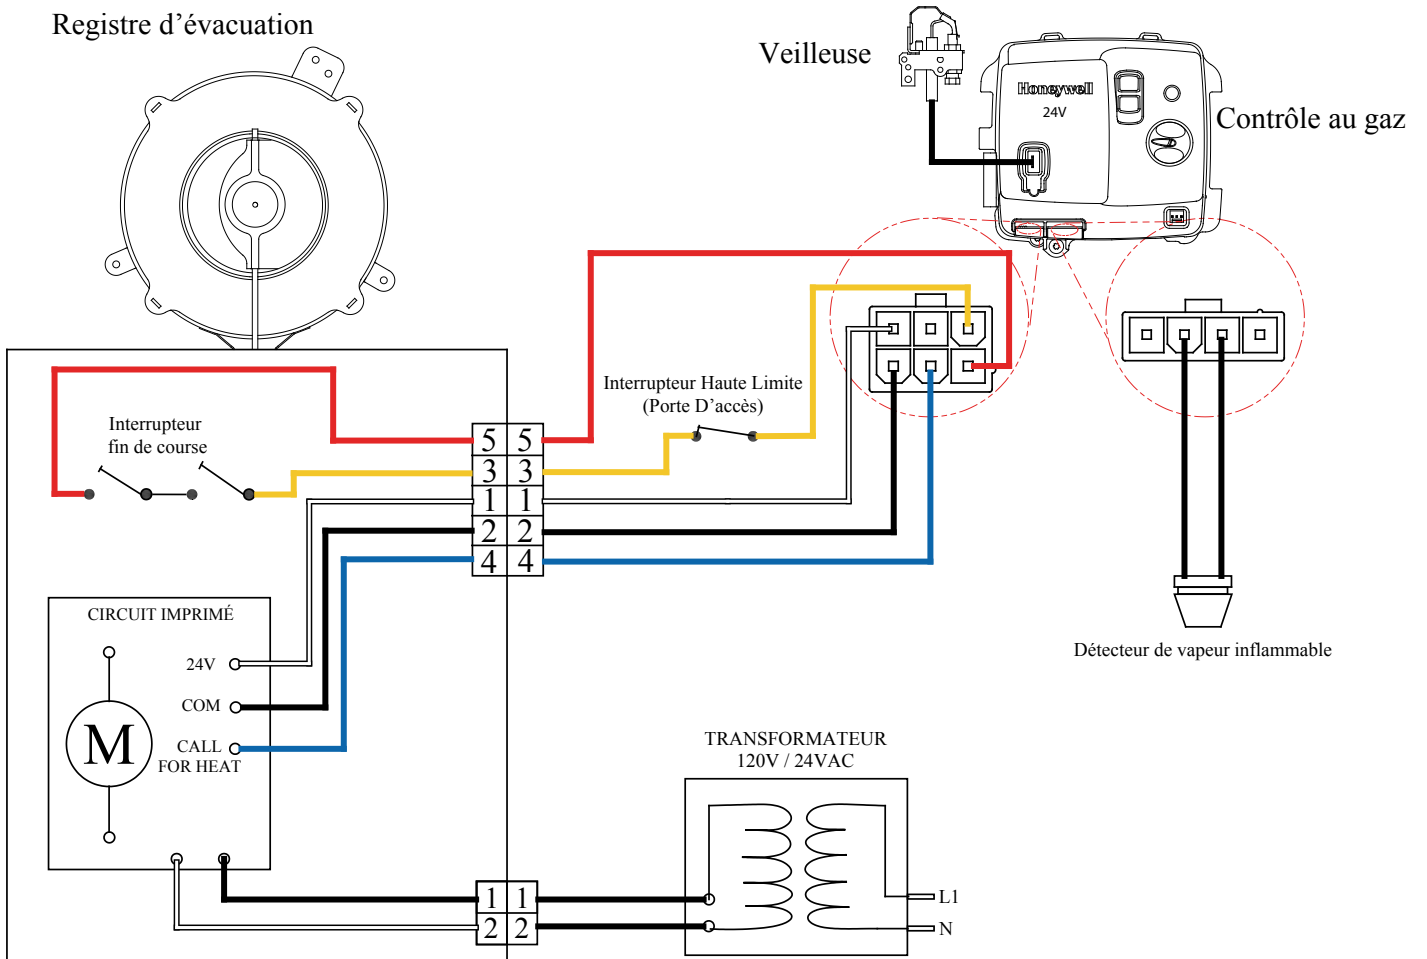 Registre d’évacuation
Veilleuse
Honeywell
24V
Contrôle au gaz
Interrupteur Haute Limite
(Porte D’accès)
Interrupteur
fin de course
5 5
3 3
1 1
2 2
4 4
CIRCUIT IMPRIMÉ
24V
COM
CALL
FOR HEAT
M
Détecteur de vapeur inflammable
TRANSFORMATEUR
120V / 24VAC
1 1
2 2
L1
N